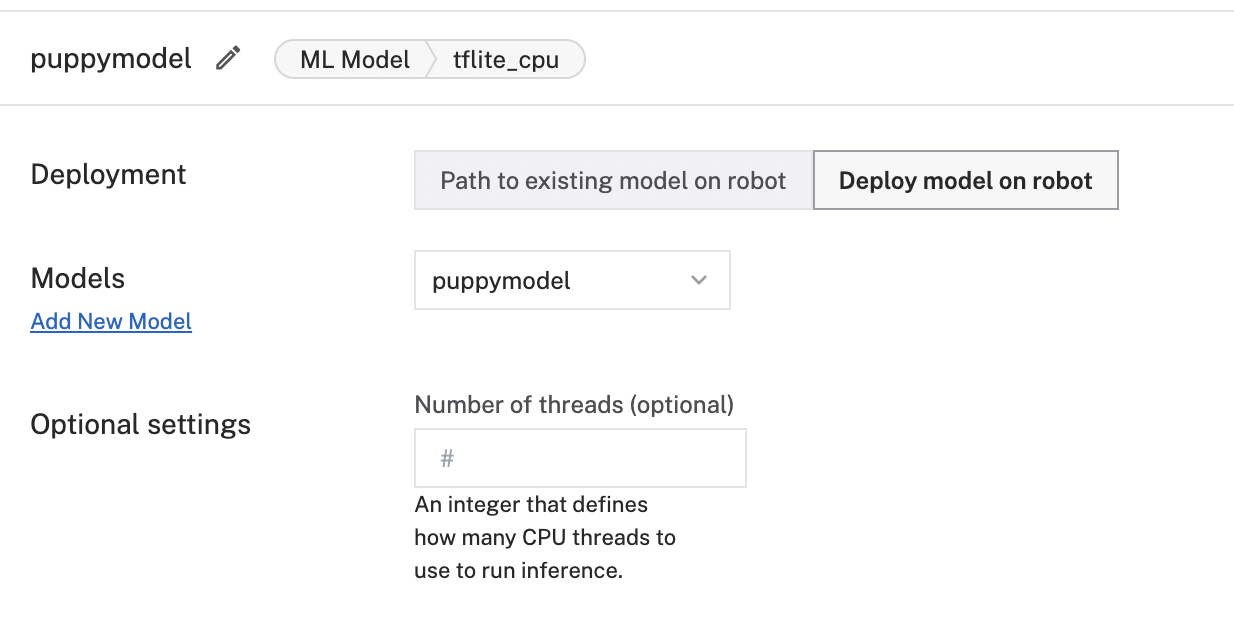 puppymodel ML Model tflite_cpu
Deployment Path to existing model on robot Deploy model on robot
Models puppymodel
Add New Model
Optional settings
Number of threads (optional)
#
An integer that defines
how many CPU threads to
use to run inference.